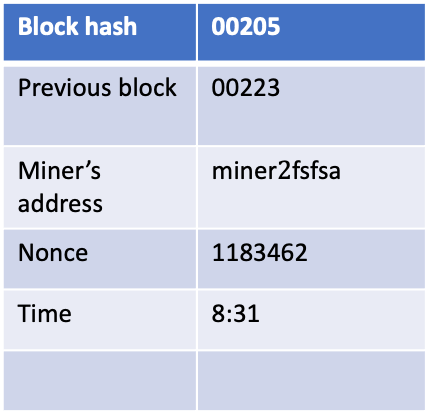 Block hash 00205
Previous block 00223
Miner’s miner2fsfsa
address
Nonce 1183462
Time 8:31